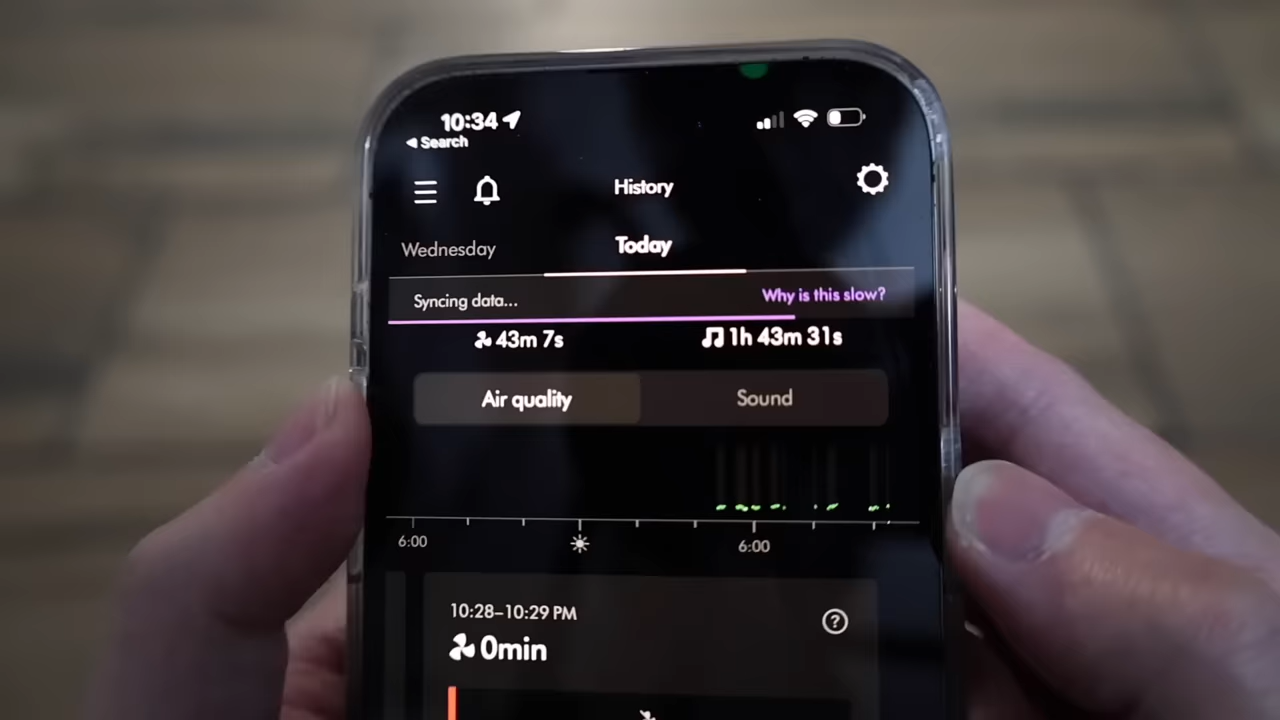 10:34
Search
History
Wednesday Today
Syncing data... Why is this slow?
43m 7s 1h 43m 31s
Air quality Sound
6:00 6:00
10:28–10:29 PM
?
0min